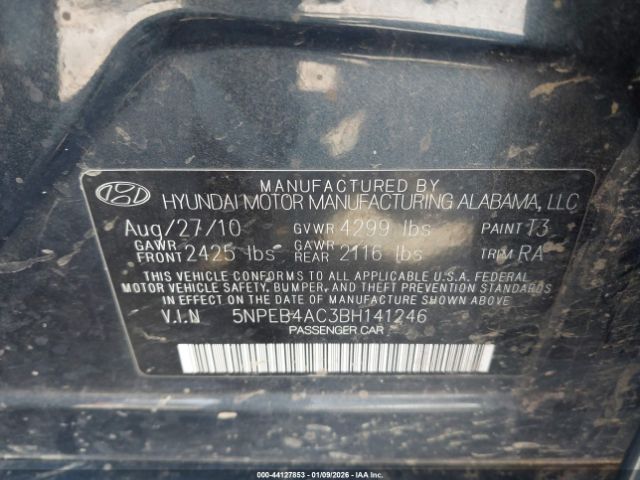 MANUFACTURED BY
HYUNDAI MOTOR MANUFACTURING ALABAMA, LLC
Aug/27/10 GVWR 4299 lbs PAINT T3
GAWR FRONT 2425 lbs GAWR REAR 2116 lbs TRIM RA
THIS VEHICLE CONFORMS TO ALL APPLICABLE U.S.A. FEDERAL
MOTOR VEHICLE SAFETY, BUMPER, AND THEFT PREVENTION STANDARDS
IN EFFECT ON THE DATE OF MANUFACTURE SHOWN ABOVE
V.I.N 5NPEB4AC3BH141246
PASSENGER CAR
000-44127853 | 01/09/2026 - IAA Inc.